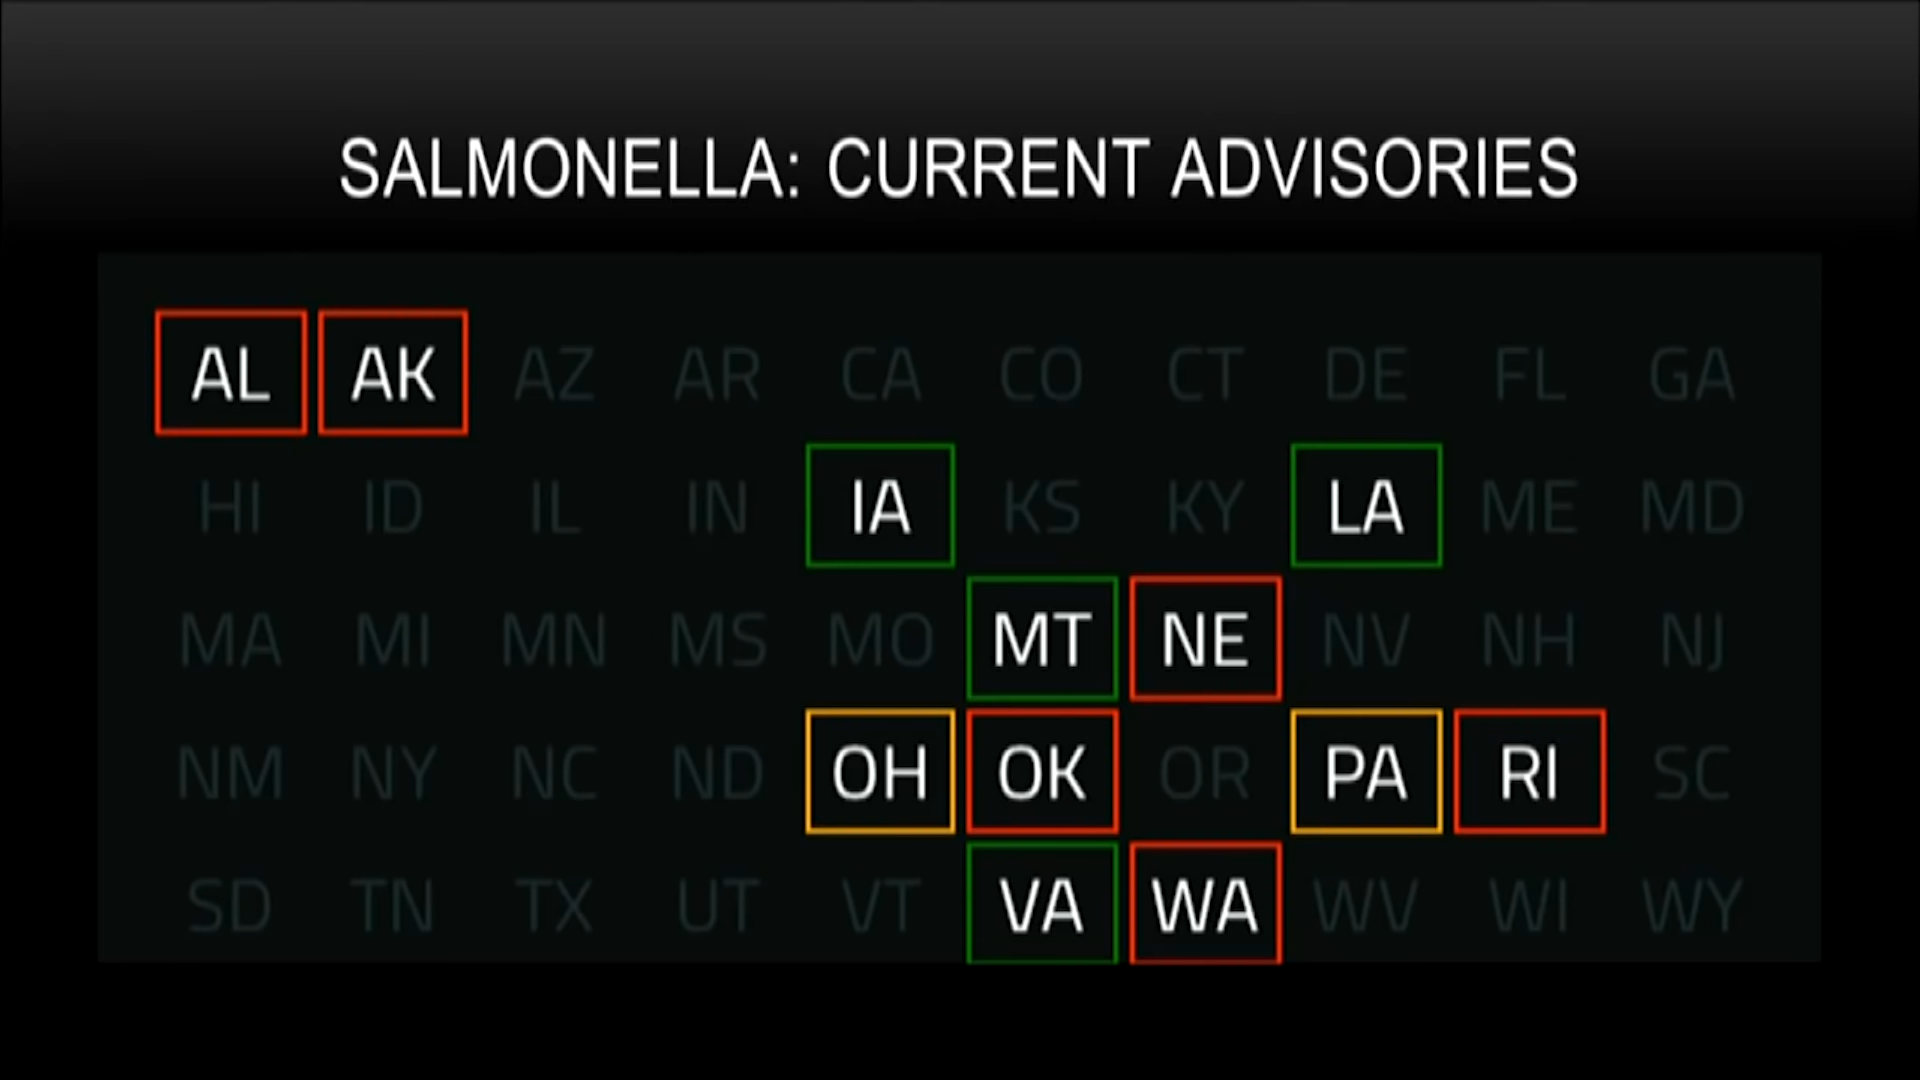 SALMONELLA: CURRENT ADVISORIES
AL AK AZ AR CA CO CT DE FL GA
HI ID IL IN IA KS KY LA ME MD
MA MI MN MS MO MT NE NV NH NJ
NM NY NC ND OH OK OR PA RI SC
SD TN TX UT VT VA WA WV WI WY